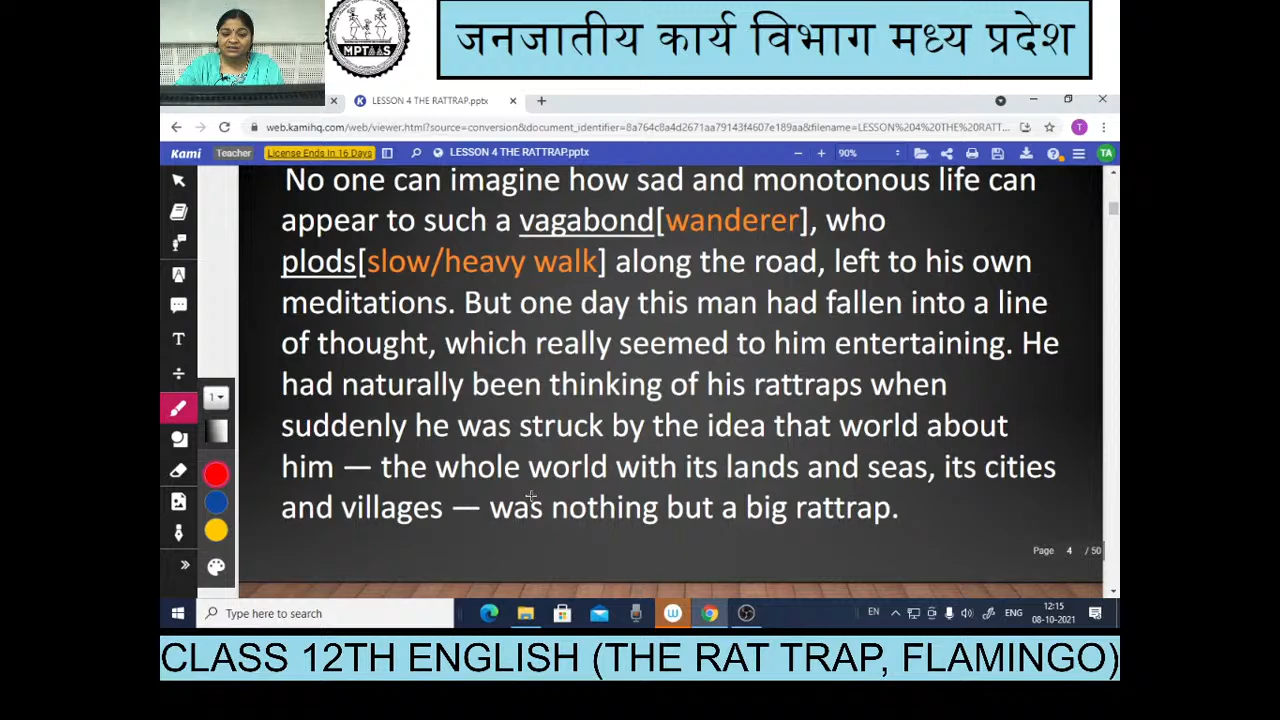 MPTAAS
जनजातीय कार्य विभाग मध्य प्रदेश
LESSON 4 THE RATTRAP.pptx
web.kamihq.com/web/viewer.html?source=conversion&document_identifier=8a764c8a4d2671aa79143f4607e189aa&filename=LESSON%204%20THE%20RATT...
T
Kami Teacher License Ends In 16 Days LESSON 4 THE RATTRAP.pptx 90% TA
No one can imagine how sad and monotonous life can
appear to such a vagabond[wanderer], who
plods[slow/heavy walk] along the road, left to his own
meditations. But one day this man had fallen into a line
of thought, which really seemed to him entertaining. He
had naturally been thinking of his rattraps when
suddenly he was struck by the idea that world about
him — the whole world with its lands and seas, its cities
and villages — was nothing but a big rattrap.
1
Page 4 / 50
Type here to search
EN ENG 12:15
08-10-2021
CLASS 12TH ENGLISH (THE RAT TRAP, FLAMINGO)